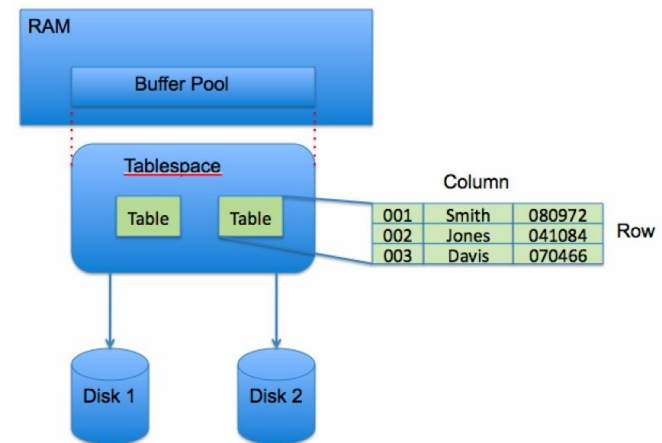 RAM
Buffer Pool
Tablespace
Table Table
Column
001 Smith 080972
002 Jones 041084
003 Davis 070466
Row
Disk 1 Disk 2